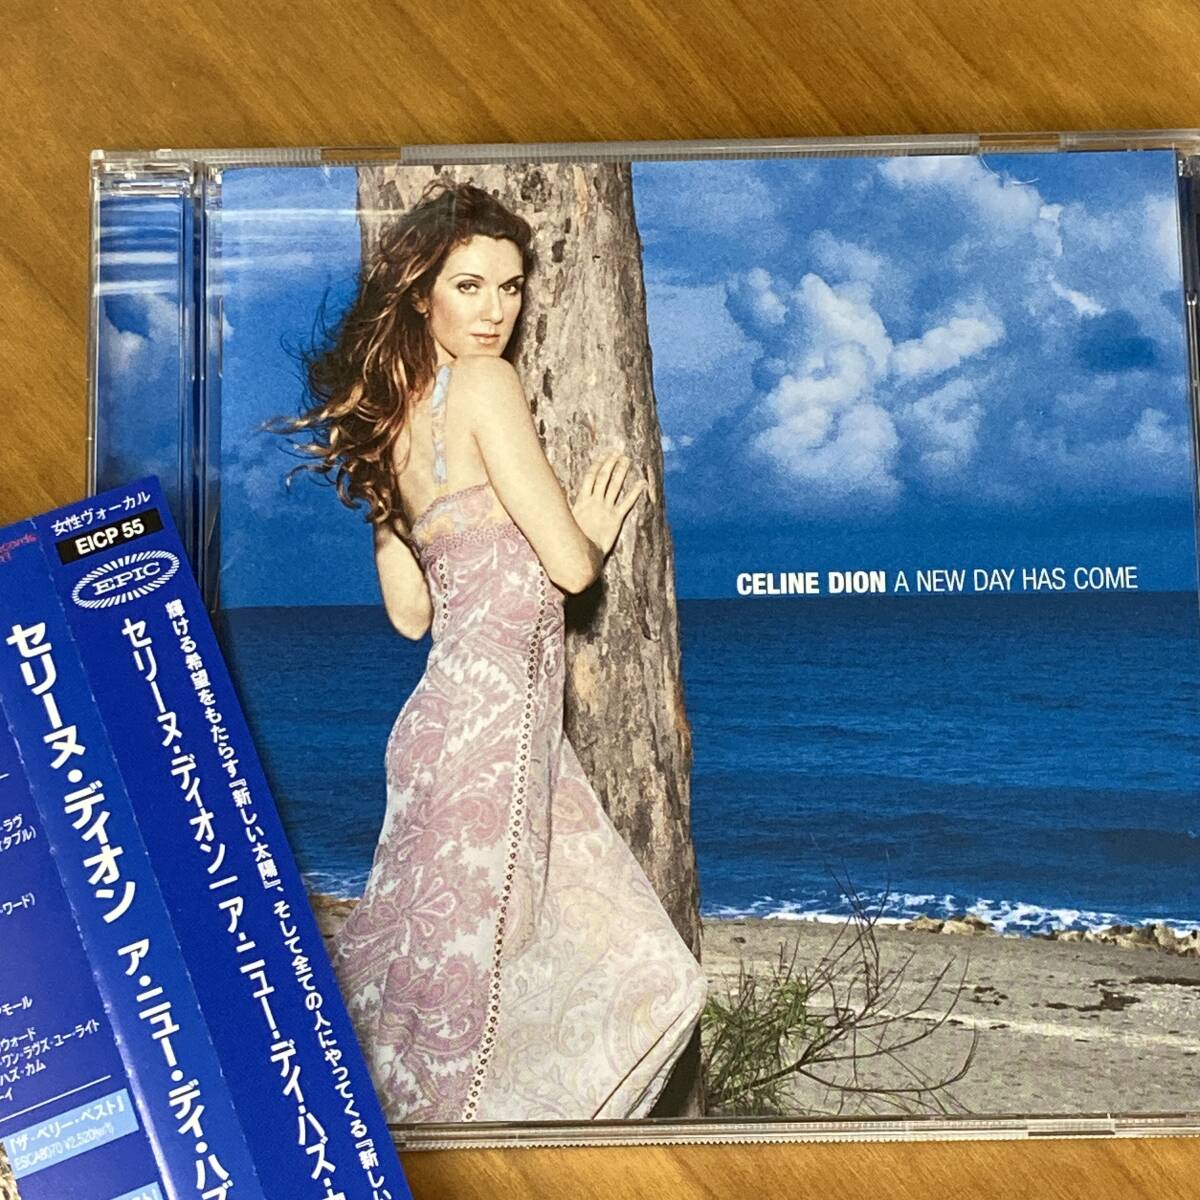 CELINE DION A NEW DAY HAS COME
女性ヴォーカル
EICP 55
EPIC
輝ける希望をもたらす『新しい太陽』、そして全ての人にやってくる『新しい
セリーヌ・ディオン|ア・ニュー・デイ・ハズ・カ
セリーヌ・ディオン ア・ニュー・デイ・ハズ
ラヴ
タブル)
ワード)
モール
ウォード
ワン・ラヴズ・ユー・ライト
ハズ・カム
『ザ・ベリー・ベスト』
ESCA8070 ¥2,520